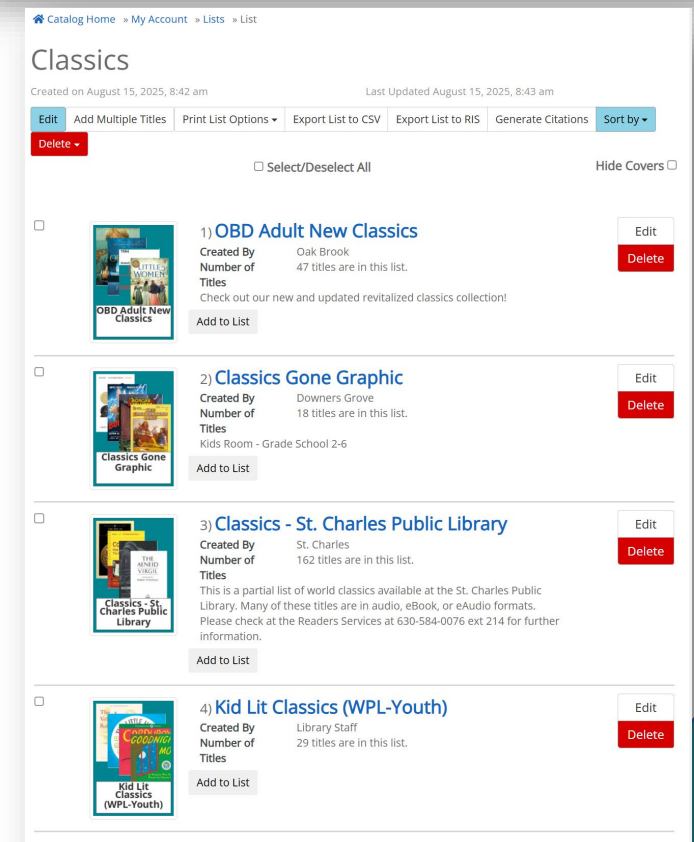 Catalog Home » My Account » Lists » List
Classics
Created on August 15, 2025, 8:42 am Last Updated August 15, 2025, 8:43 am
Edit Add Multiple Titles Print List Options Export List to CSV Export List to RIS Generate Citations Sort by
Delete
Select/Deselect All Hide Covers
1) OBD Adult New Classics
Created By Oak Brook
Number of Titles 47 titles are in this list.
Check out our new and updated revitalized classics collection!
Add to List
Edit
Delete
LITTLE
WOMEN
OBD Adult New
Classics
2) Classics Gone Graphic
Created By Downers Grove
Number of Titles 18 titles are in this list.
Kids Room - Grade School 2-6
Add to List
Edit
Delete
Classics Gone
Graphic
3) Classics - St. Charles Public Library
Created By St. Charles
Number of Titles 162 titles are in this list.
This is a partial list of world classics available at the St. Charles Public
Library. Many of these titles are in audio, eBook, or eAudio formats.
Please check at the Readers Services at 630-584-0076 ext 214 for further
information.
Add to List
Edit
Delete
THE
AENEID
VIRGIL
Classics - St.
Charles Public
Library
4) Kid Lit Classics (WPL-Youth)
Created By Library Staff
Number of Titles 29 titles are in this list.
Add to List
Edit
Delete
Kid Lit
Classics
(WPL-Youth)